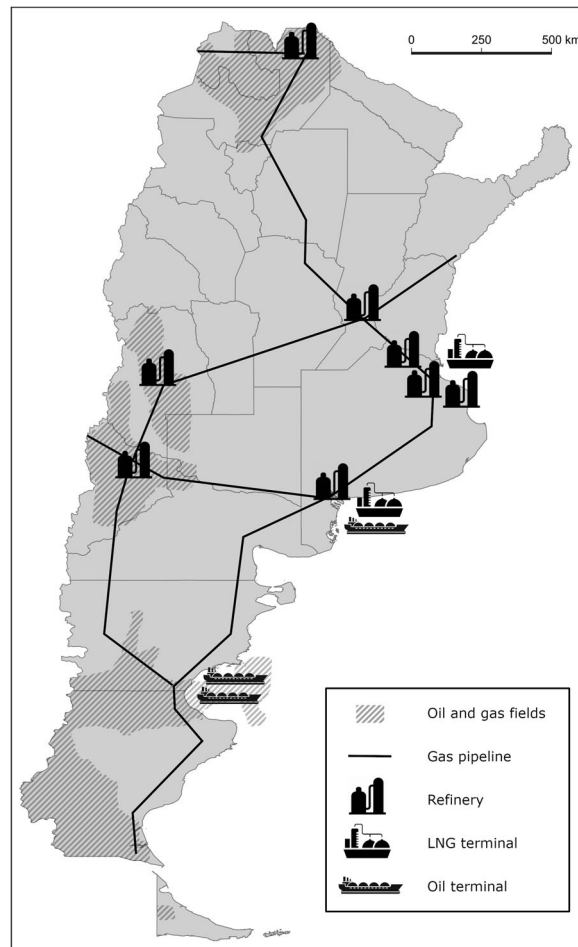 0 250 500 km
Oil and gas fields
Gas pipeline
Refinery
LNG terminal
Oil terminal